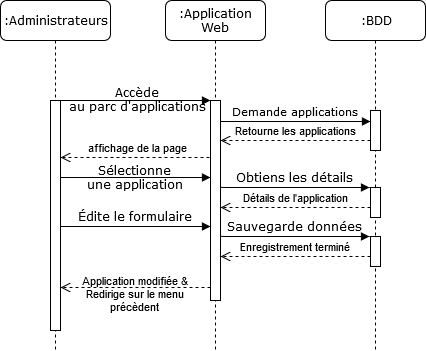 :Administrateurs
:Application
Web
:BDD
Accède
au parc d'applications
Demande applications
Retourne les applications
affichage de la page
Sélectionne
une application
Obtiens les détails
Détails de l'application
Édite le formulaire
Sauvegarde données
Enregistrement terminé
Application modifiée &
Redirige sur le menu
précèdent